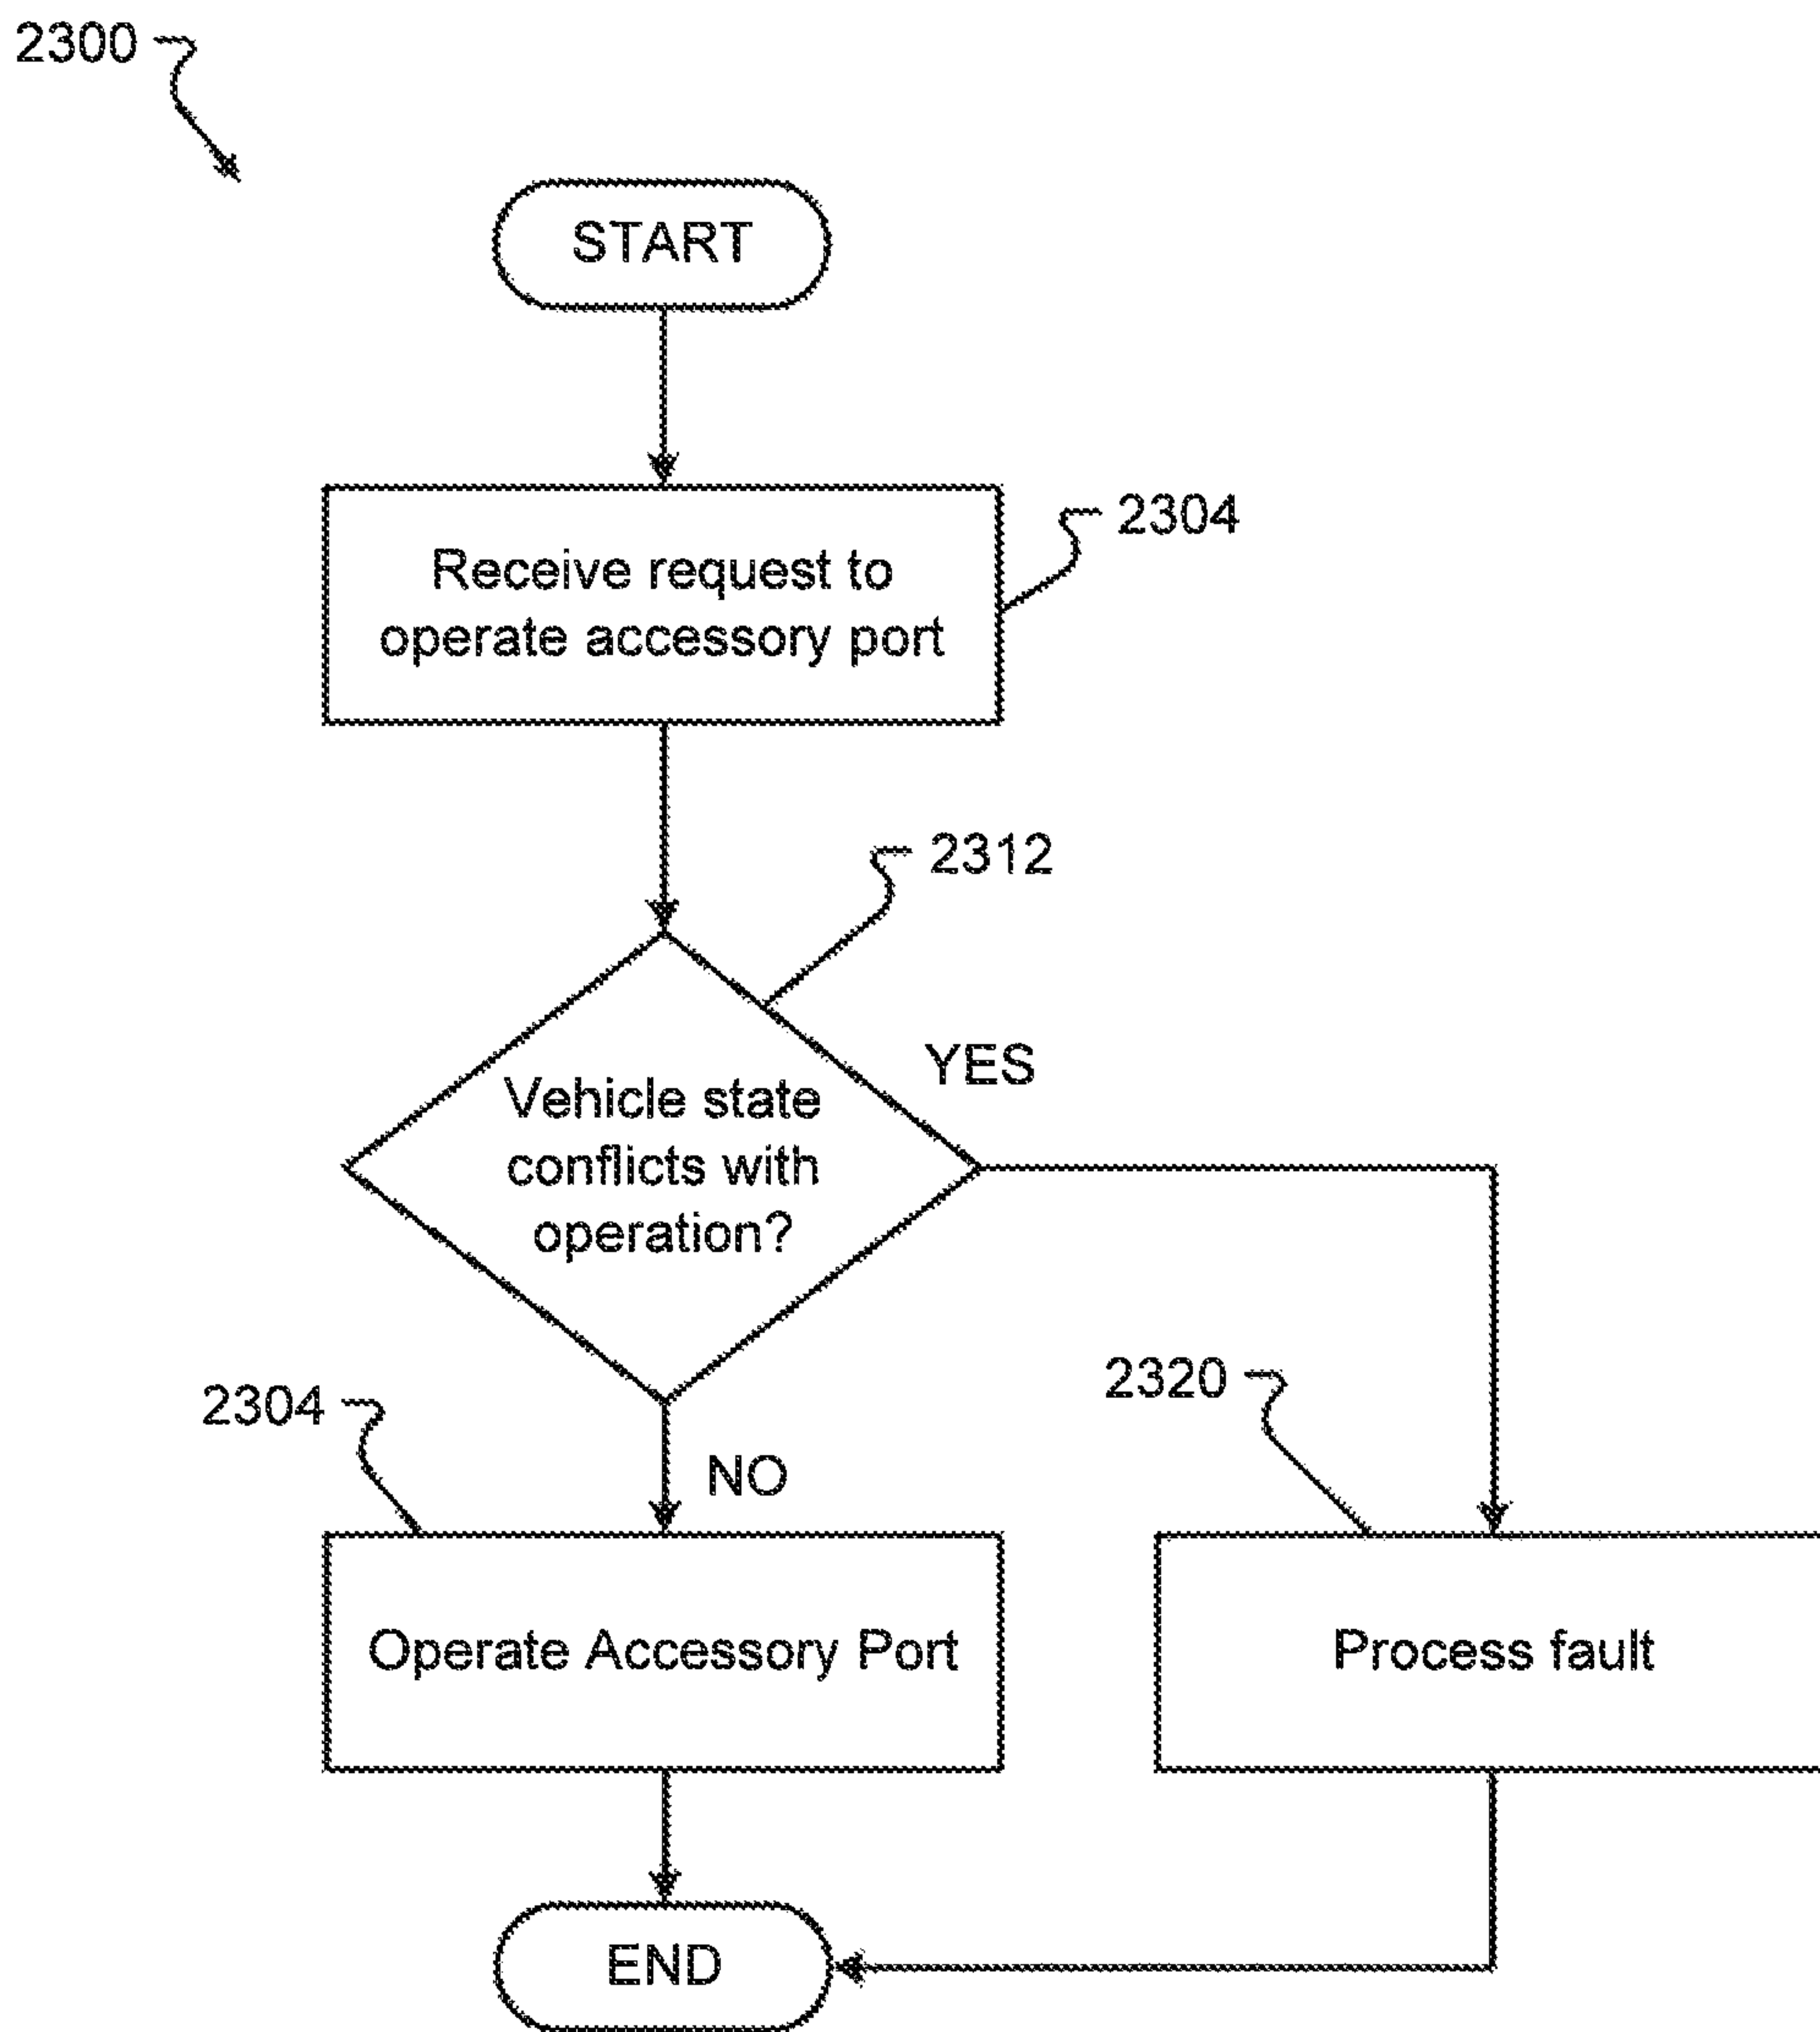 2300
START
Receive request to
operate accessory port
2304
2312
YES
Vehicle state
conflicts with
operation?
2304
NO
2320
Operate Accessory Port
Process fault
END